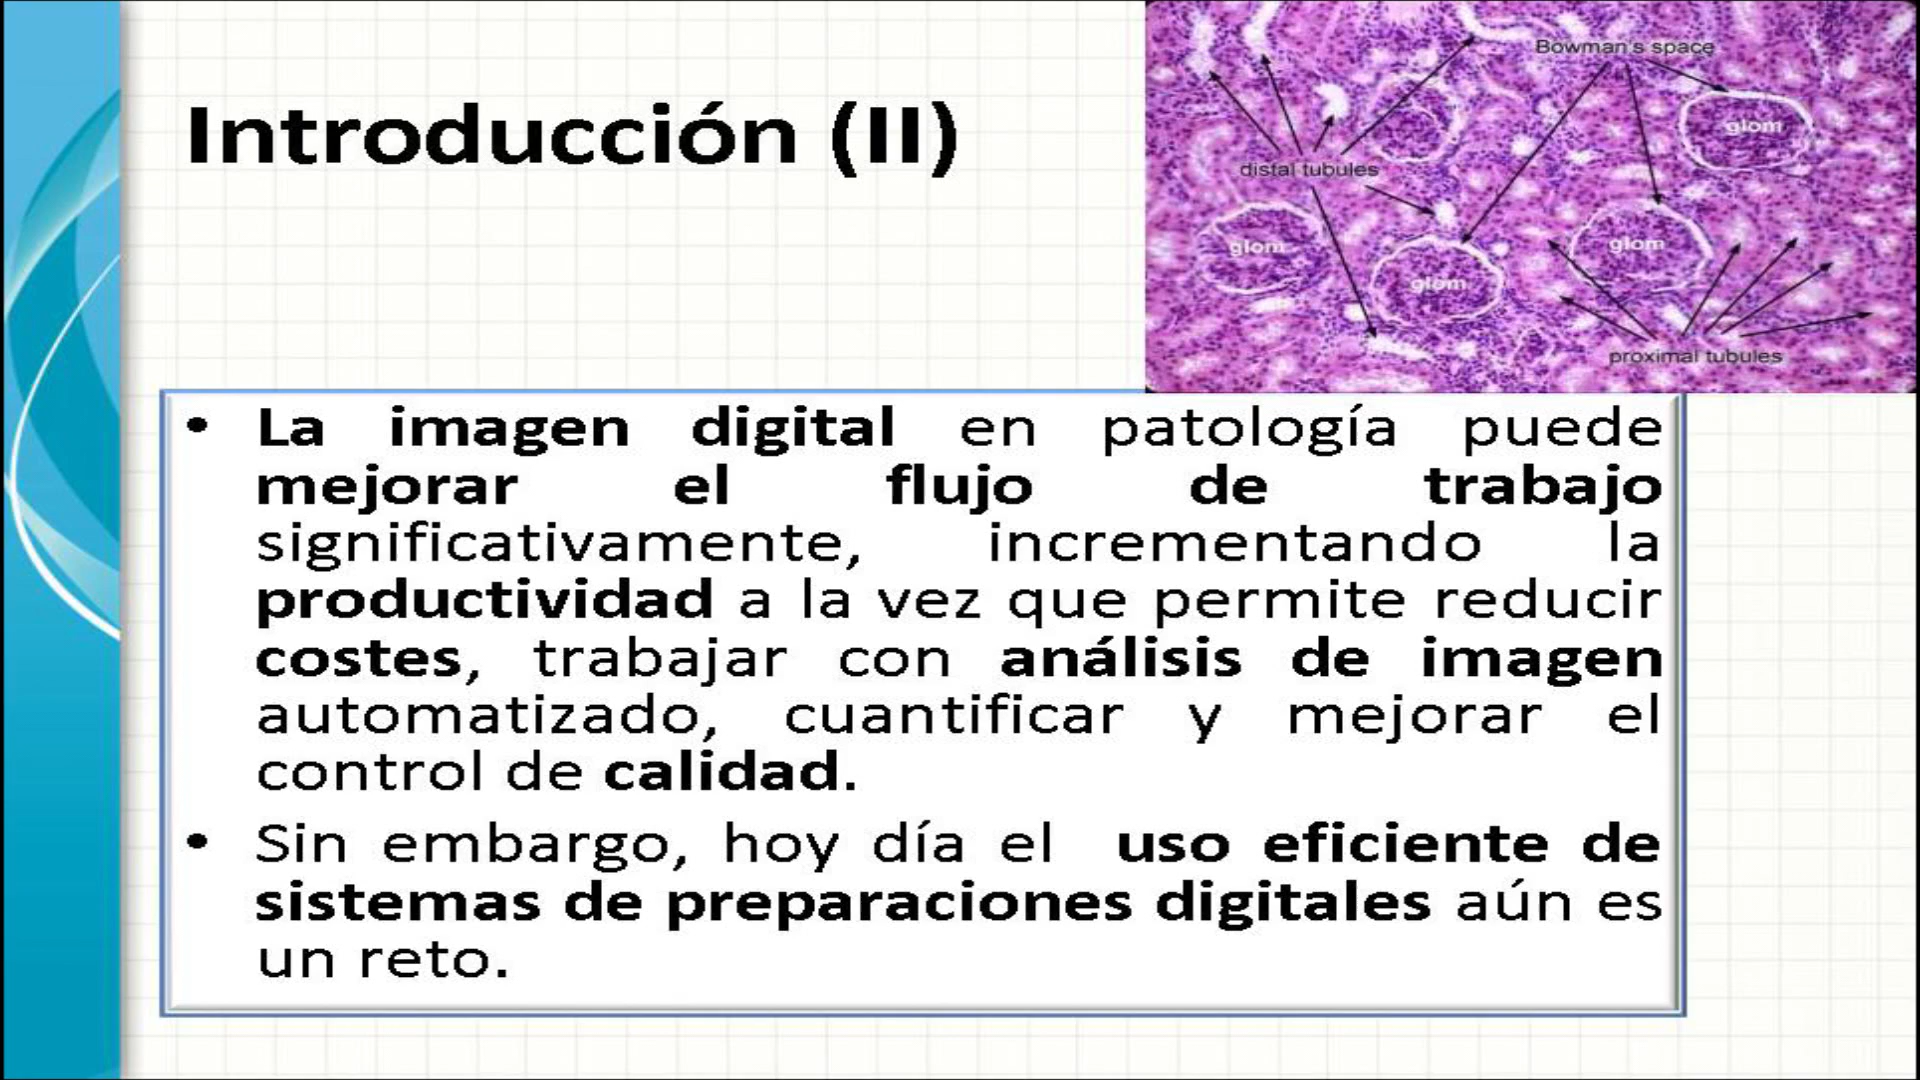 Introducción (II)
Bowman's space
glom
distal tubules
glom
glom
glom
proximal tubules
• La imagen digital en patología puede
mejorar el flujo de trabajo
significativamente, incrementando la
productividad a la vez que permite reducir
costes, trabajar con análisis de imagen
automatizado, cuantificar y mejorar el
control de calidad.
• Sin embargo, hoy día el uso eficiente de
sistemas de preparaciones digitales aún es
un reto.